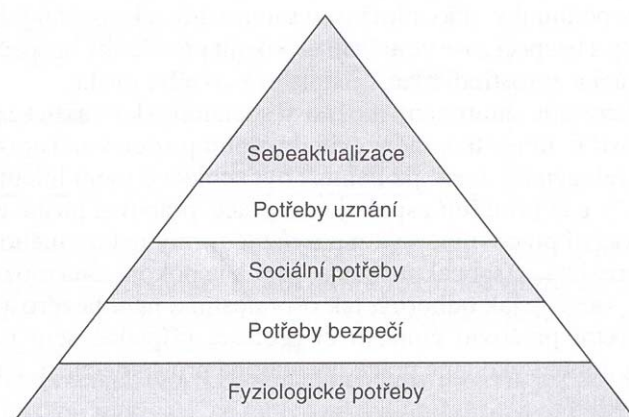 Sebeaktualizace
Potřeby uznání
Sociální potřeby
Potřeby bezpečí
Fyziologické potřeby